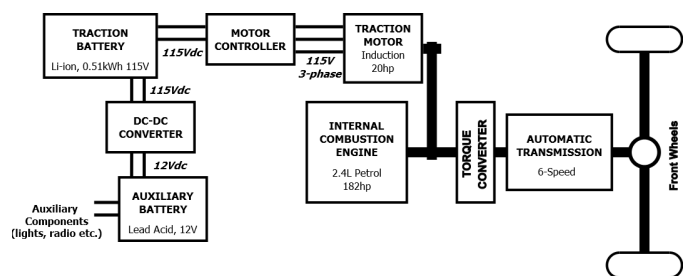 TRACTION
BATTERY
Li-ion, 0.51kWh 115V
115Vdc
MOTOR
CONTROLLER
115V
3-phase
TRACTION
MOTOR
Induction
20hp
115Vdc
DC-DC
CONVERTER
12Vdc
AUXILIARY
BATTERY
Lead Acid, 12V
Auxiliary
Components
(lights, radio etc.)
INTERNAL
COMBUSTION
ENGINE
2.4L Petrol
182hp
TORQUE
CONVERTER
AUTOMATIC
TRANSMISSION
6-Speed
Front Wheels